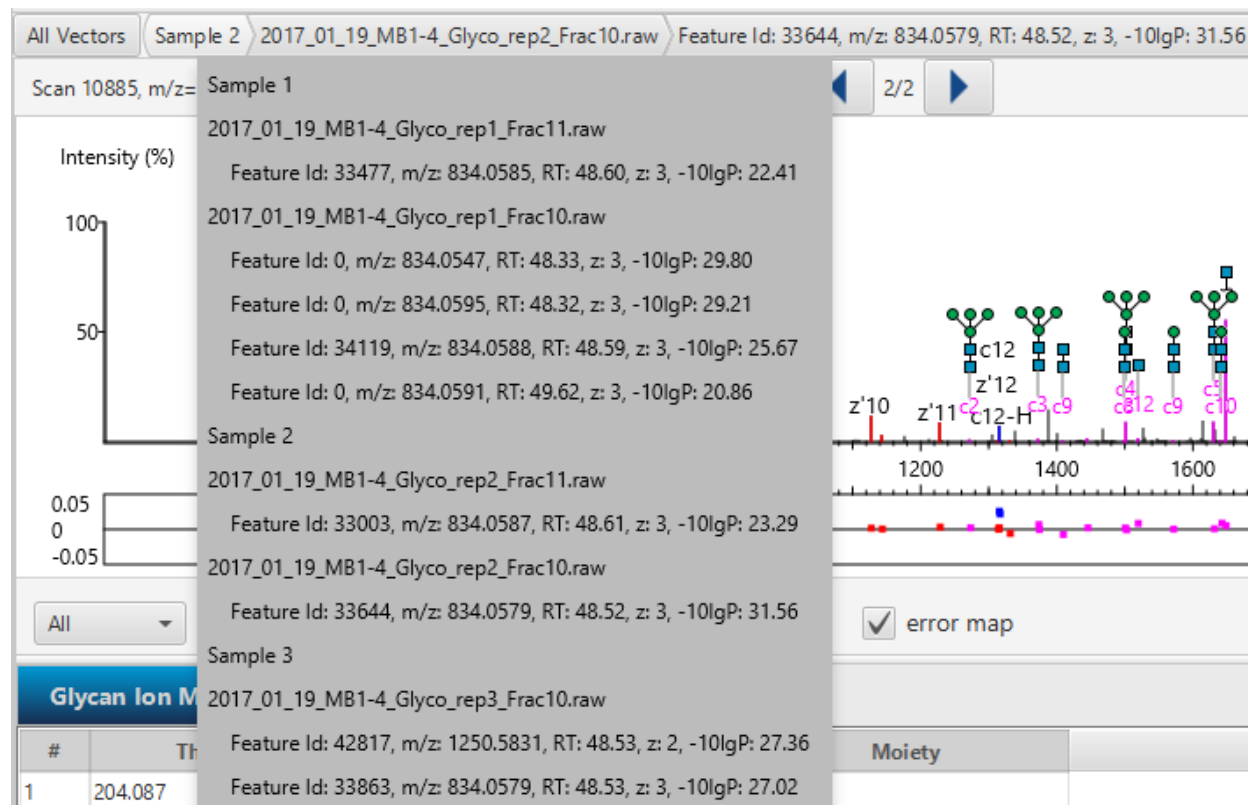 All Vectors Sample 2 2017_01_19_MB1-4_Glyco_rep2_Frac10.raw Feature Id: 33644, m/z: 834.0579, RT: 48.52, z: 3, -10lgP: 31.56
Scan 10885, m/z= 2/2
Sample 1
2017_01_19_MB1-4_Glyco_rep1_Frac11.raw
Feature Id: 33477, m/z: 834.0585, RT: 48.60, z: 3, -10lgP: 22.41
2017_01_19_MB1-4_Glyco_rep1_Frac10.raw
Feature Id: 0, m/z: 834.0547, RT: 48.33, z: 3, -10lgP: 29.80
Feature Id: 0, m/z: 834.0595, RT: 48.32, z: 3, -10lgP: 29.21
Feature Id: 34119, m/z: 834.0588, RT: 48.59, z: 3, -10lgP: 25.67
Feature Id: 0, m/z: 834.0591, RT: 49.62, z: 3, -10lgP: 20.86
Sample 2
2017_01_19_MB1-4_Glyco_rep2_Frac11.raw
Feature Id: 33003, m/z: 834.0587, RT: 48.61, z: 3, -10lgP: 23.29
2017_01_19_MB1-4_Glyco_rep2_Frac10.raw
Feature Id: 33644, m/z: 834.0579, RT: 48.52, z: 3, -10lgP: 31.56
Sample 3
2017_01_19_MB1-4_Glyco_rep3_Frac10.raw
Feature Id: 42817, m/z: 1250.5831, RT: 48.53, z: 2, -10lgP: 27.36
Feature Id: 33863, m/z: 834.0579, RT: 48.53, z: 3, -10lgP: 27.02
Intensity (%)
100
50
c12
z'12
c4
z'10 z'11 c2 c3 c9 c9 c10
c12-H
1200 1400 1600
0.05
0
-0.05
All error map
Glycan Ion M
# Th Moiety
1 204.087